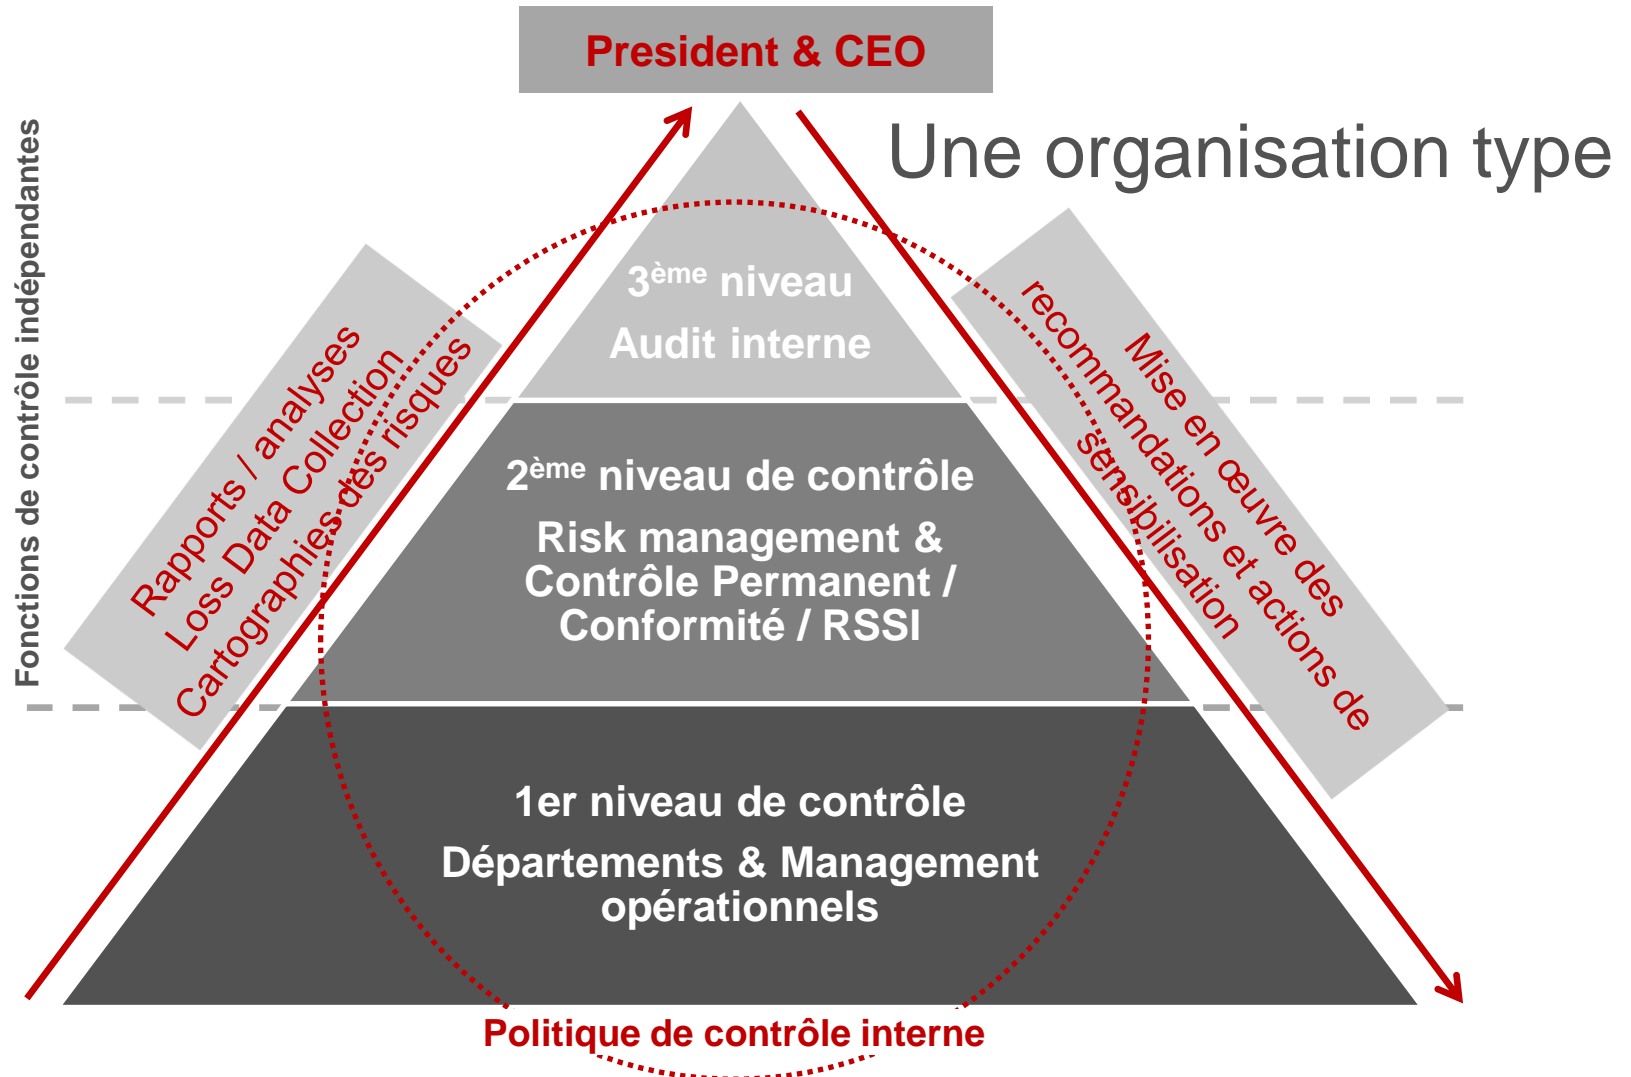 President & CEO
Une organisation type
Fonctions de contrôle indépendantes
3ème niveau
Audit interne
Rapports / analyses
Loss Data Collection
Cartographies des risques
Mise en œuvre des
recommandations et actions de
sensibilisation
2ème niveau de contrôle
Risk management &
Contrôle Permanent /
Conformité / RSSI
1er niveau de contrôle
Départements & Management
opérationnels
Politique de contrôle interne